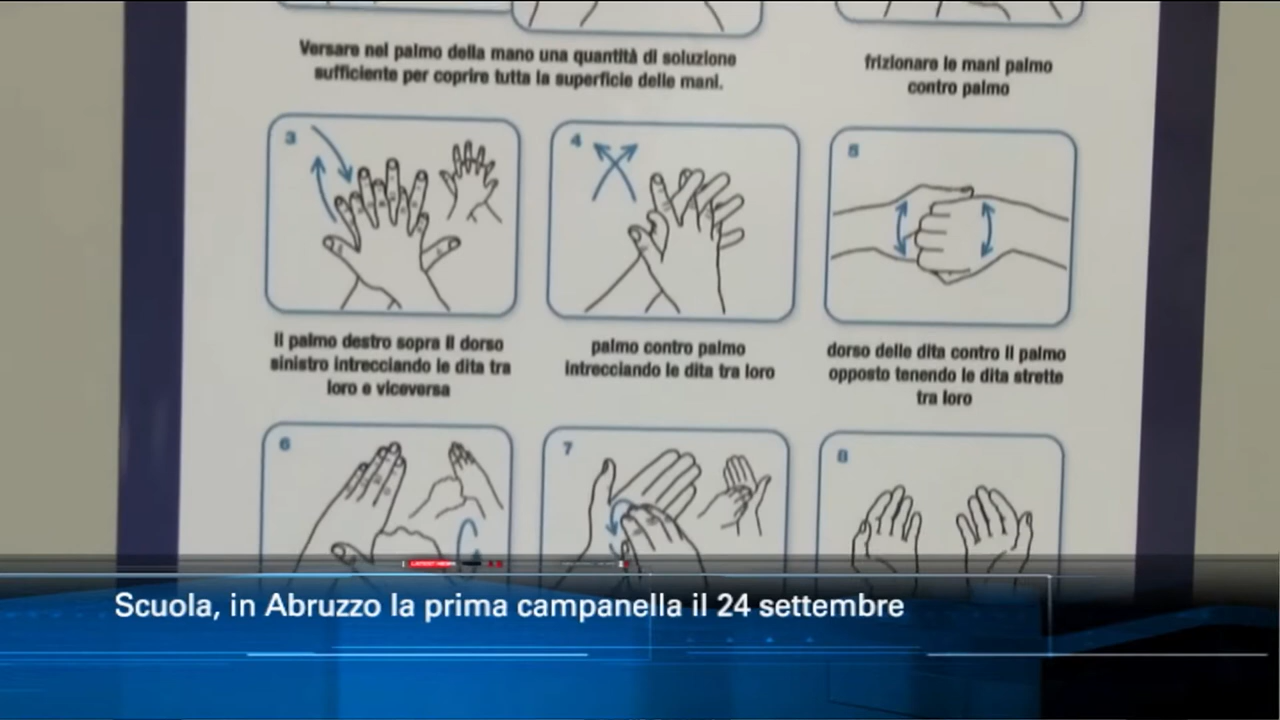 Versare nel palmo della mano una quantità di soluzione
sufficiente per coprire tutta la superficie delle mani.
frizionare le mani palmo
contro palmo
3
4
5
il palmo destro sopra il dorso
sinistro intrecciando le dita tra
loro e viceversa
palmo contro palmo
intrecciando le dita tra loro
dorso delle dita contro il palmo
opposto tenendo le dita strette
tra loro
6
7
8
LATEST NEWS
Scuola, in Abruzzo la prima campanella il 24 settembre